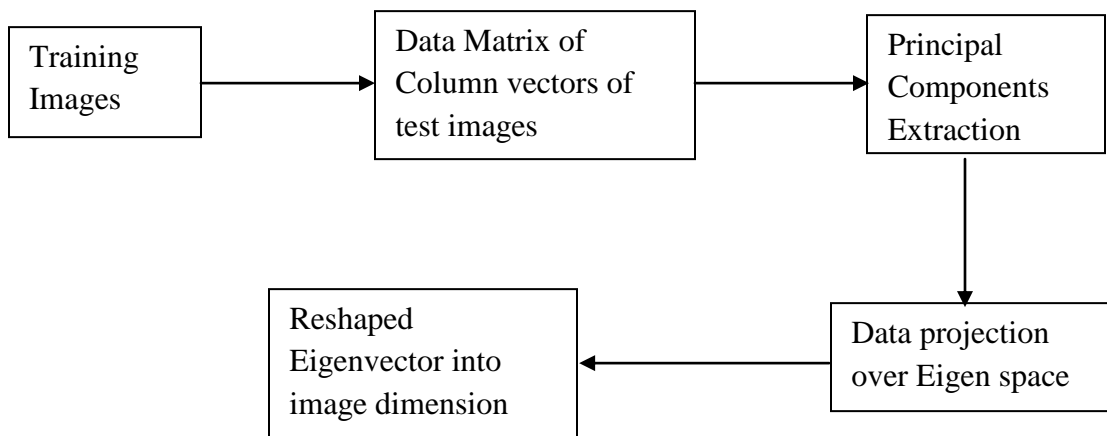 Training
Images
Data Matrix of
Column vectors of
test images
Principal
Components
Extraction
Data projection
over Eigen space
Reshaped
Eigenvector into
image dimension